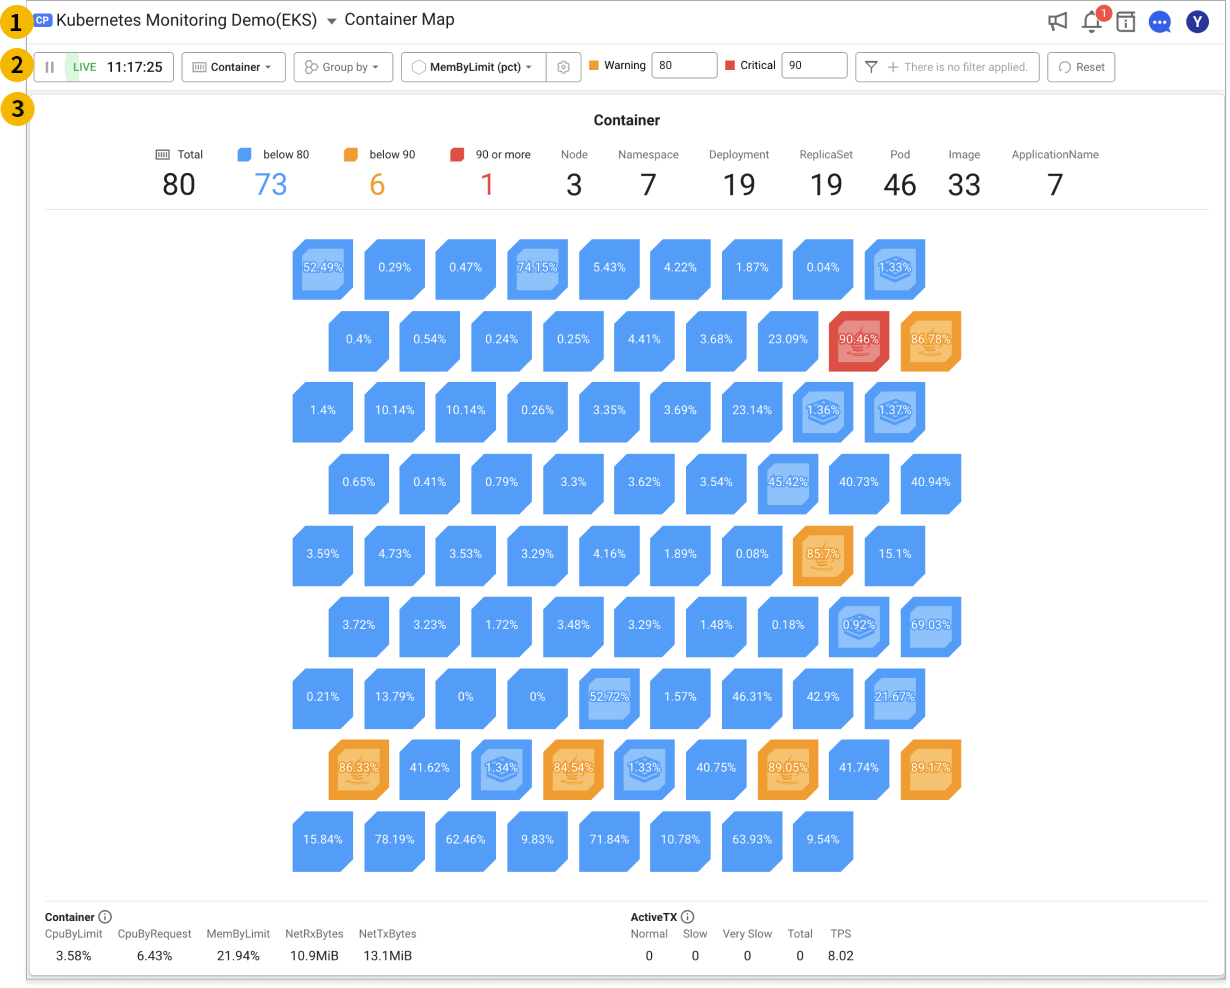 1 CP Kubernetes Monitoring Demo(EKS) Container Map 1 Y
2 LIVE 11:17:25 Container Group by MemByLimit (pct) Warning 80 Critical 90 There is no filter applied. Reset
3
Container
Total below 80 below 90 90 or more Node Namespace Deployment ReplicaSet Pod Image ApplicationName
80 73 6 1 3 7 19 19 46 33 7
52.49% 0.29% 0.47% 74.15% 5.43% 4.22% 1.87% 0.04% 1.33%
0.4% 0.54% 0.24% 0.25% 4.41% 3.68% 23.09% 90.46% 86.78%
1.4% 10.14% 10.14% 0.26% 3.35% 3.69% 23.14% 1.36% 1.37%
0.65% 0.41% 0.79% 3.3% 3.62% 3.54% 45.42% 40.73% 40.94%
3.59% 4.73% 3.53% 3.29% 4.16% 1.89% 0.08% 85.7% 15.1%
3.72% 3.23% 1.72% 3.48% 3.29% 1.48% 0.18% 0.92% 69.03%
0.21% 13.79% 0% 0% 52.72% 1.57% 46.31% 42.9% 21.67%
86.33% 41.62% 1.34% 84.54% 1.33% 40.75% 89.05% 41.74% 89.17%
15.84% 78.19% 62.46% 9.83% 71.84% 10.78% 63.93% 9.54%
Container ActiveTX
CpuByLimit CpuByRequest MemByLimit NetRxBytes NetTxBytes Normal Slow Very Slow Total TPS
3.58% 6.43% 21.94% 10.9MiB 13.1MiB 0 0 0 0 8.02